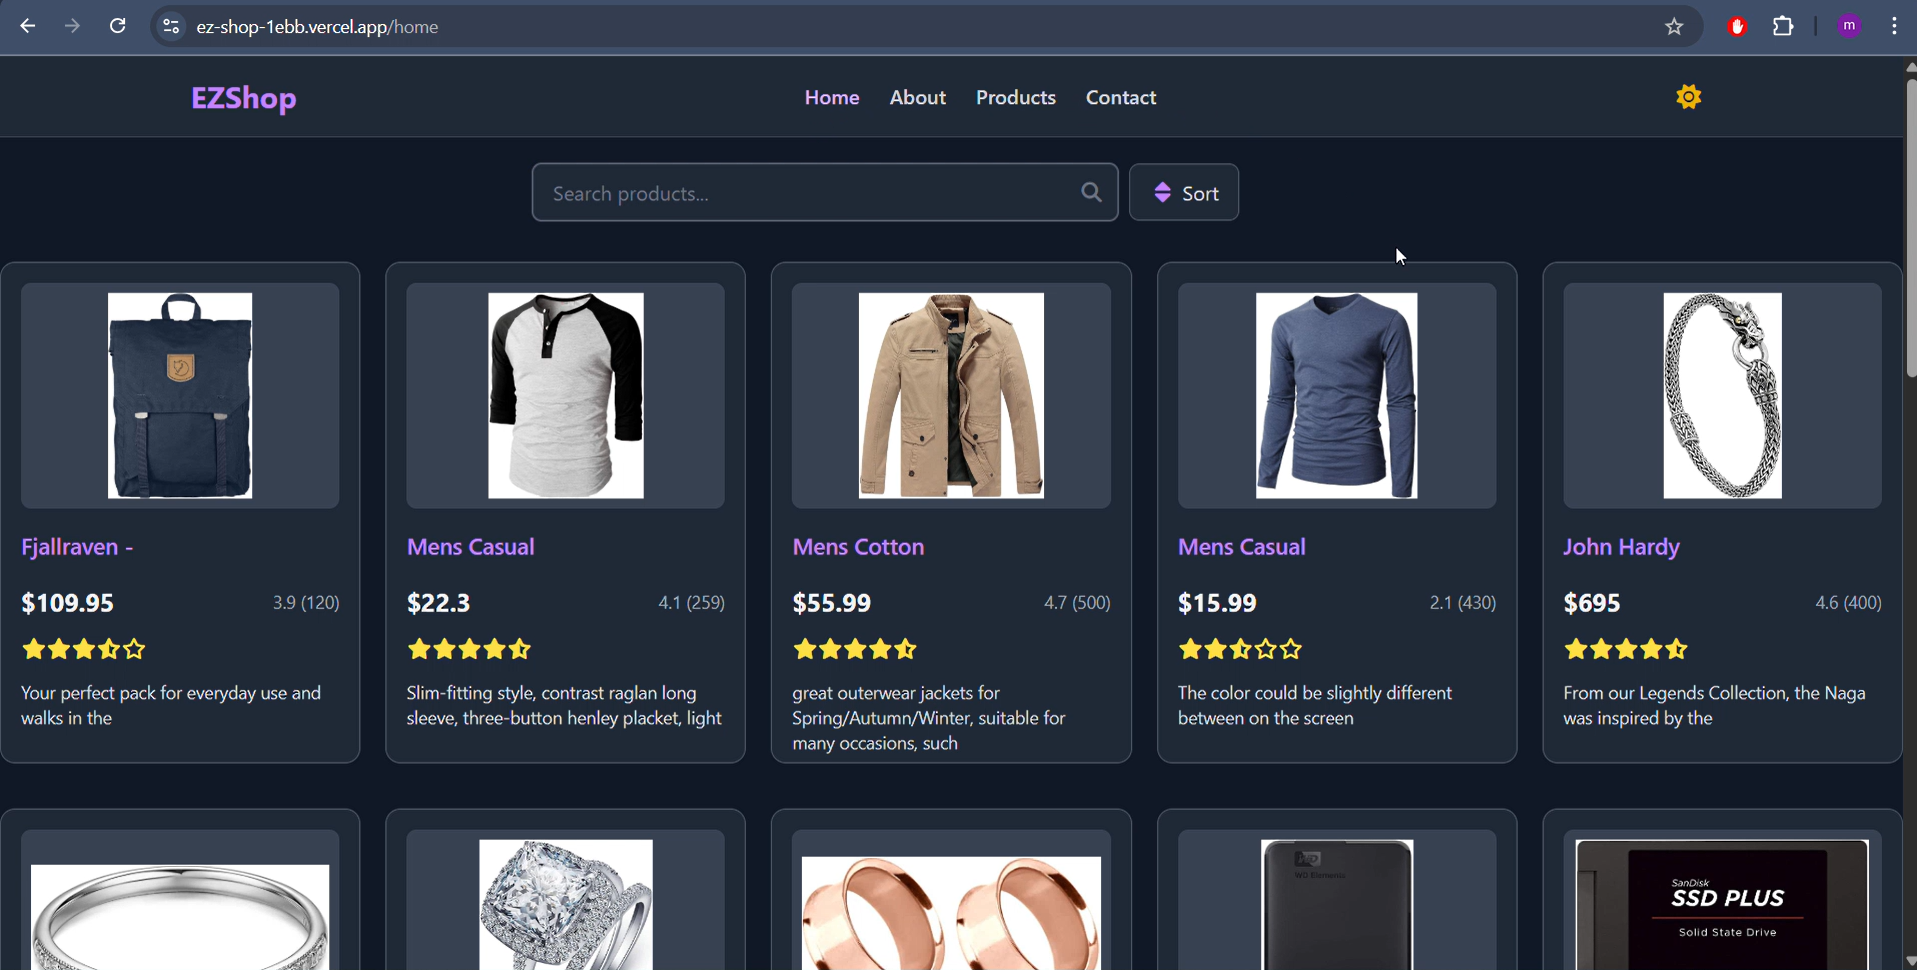 ez-shop-1ebb.vercel.app/home
m
EZShop
Home About Products Contact
Search products...
Sort
Fjallraven -
$109.95 3.9 (120)
Your perfect pack for everyday use and
walks in the
Mens Casual
$22.3 4.1 (259)
Slim-fitting style, contrast raglan long
sleeve, three-button henley placket, light
Mens Cotton
$55.99 4.7 (500)
great outerwear jackets for
Spring/Autumn/Winter, suitable for
many occasions, such
Mens Casual
$15.99 2.1 (430)
The color could be slightly different
between on the screen
John Hardy
$695 4.6 (400)
From our Legends Collection, the Naga
was inspired by the
WD
WD Elements
SanDisk
SSD PLUS
Solid State Drive